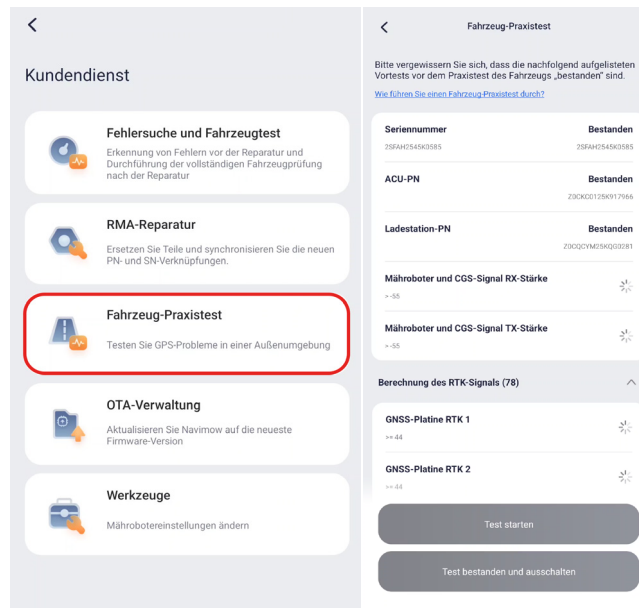 Kundendienst
Fehlersuche und Fahrzeugtest
Erkennung von Fehlern vor der Reparatur und
Durchführung der vollständigen Fahrzeugprüfung
nach der Reparatur
RMA-Reparatur
Ersetzen Sie Teile und synchronisieren Sie die neuen
PN- und SN-Verknüpfungen.
Fahrzeug-Praxistest
Testen Sie GPS-Probleme in einer Außenumgebung
OTA-Verwaltung
Aktualisieren Sie Navimow auf die neueste
Firmware-Version
Werkzeuge
Mährobotereinstellungen ändern
Fahrzeug-Praxistest
Bitte vergewissern Sie sich, dass die nachfolgend aufgelisteten
Vortests vor dem Praxistest des Fahrzeugs „bestanden" sind.
Wie führen Sie einen Fahrzeug-Praxistest durch?
Seriennummer Bestanden
2SFAH2545K0585 2SFAH2545K0585
ACU-PN Bestanden
Z0CKC0125K917966
Ladestation-PN Bestanden
Z0CQCYM25KQG0281
Mähroboter und CGS-Signal RX-Stärke
> -55
Mähroboter und CGS-Signal TX-Stärke
> -55
Berechnung des RTK-Signals (78)
GNSS-Platine RTK 1
>= 44
GNSS-Platine RTK 2
>= 44
Test starten
Test bestanden und ausschalten